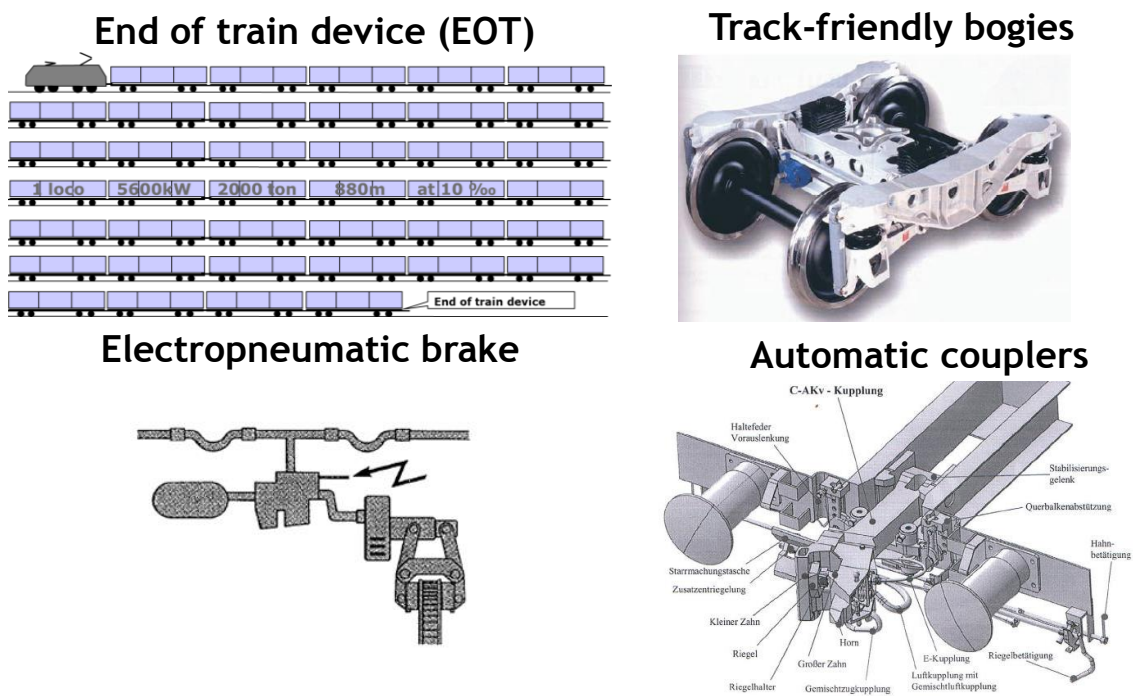 End of train device (EOT)
1 loco 5600kW 2000 ton 880m at 10 ‰
End of train device
Track-friendly bogies
Electropneumatic brake
Automatic couplers
C-AKv - Kupplung
Haltefeder
Vorauslenkung
Stabilisierungs-
gelenk
Querbalkenabstützung
Hahn-
betätigung
Starrmachungstasche
Zusatzentriegelung
Kleiner Zahn
Riegel
Riegelhalter
Großer Zahn
Horn
Gemischtzugkupplung
E-Kupplung
Luftkupplung mit
Gemischtluftkupplung
Riegelbetätigung